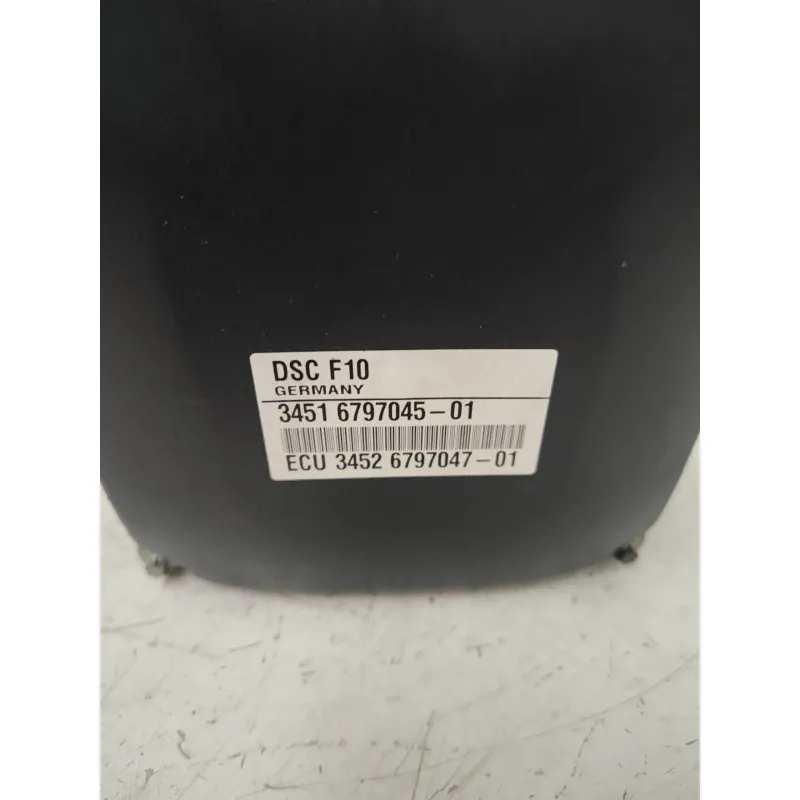 DSC F10
GERMANY
3451 6797045-01
ECU 3452 6797047-01